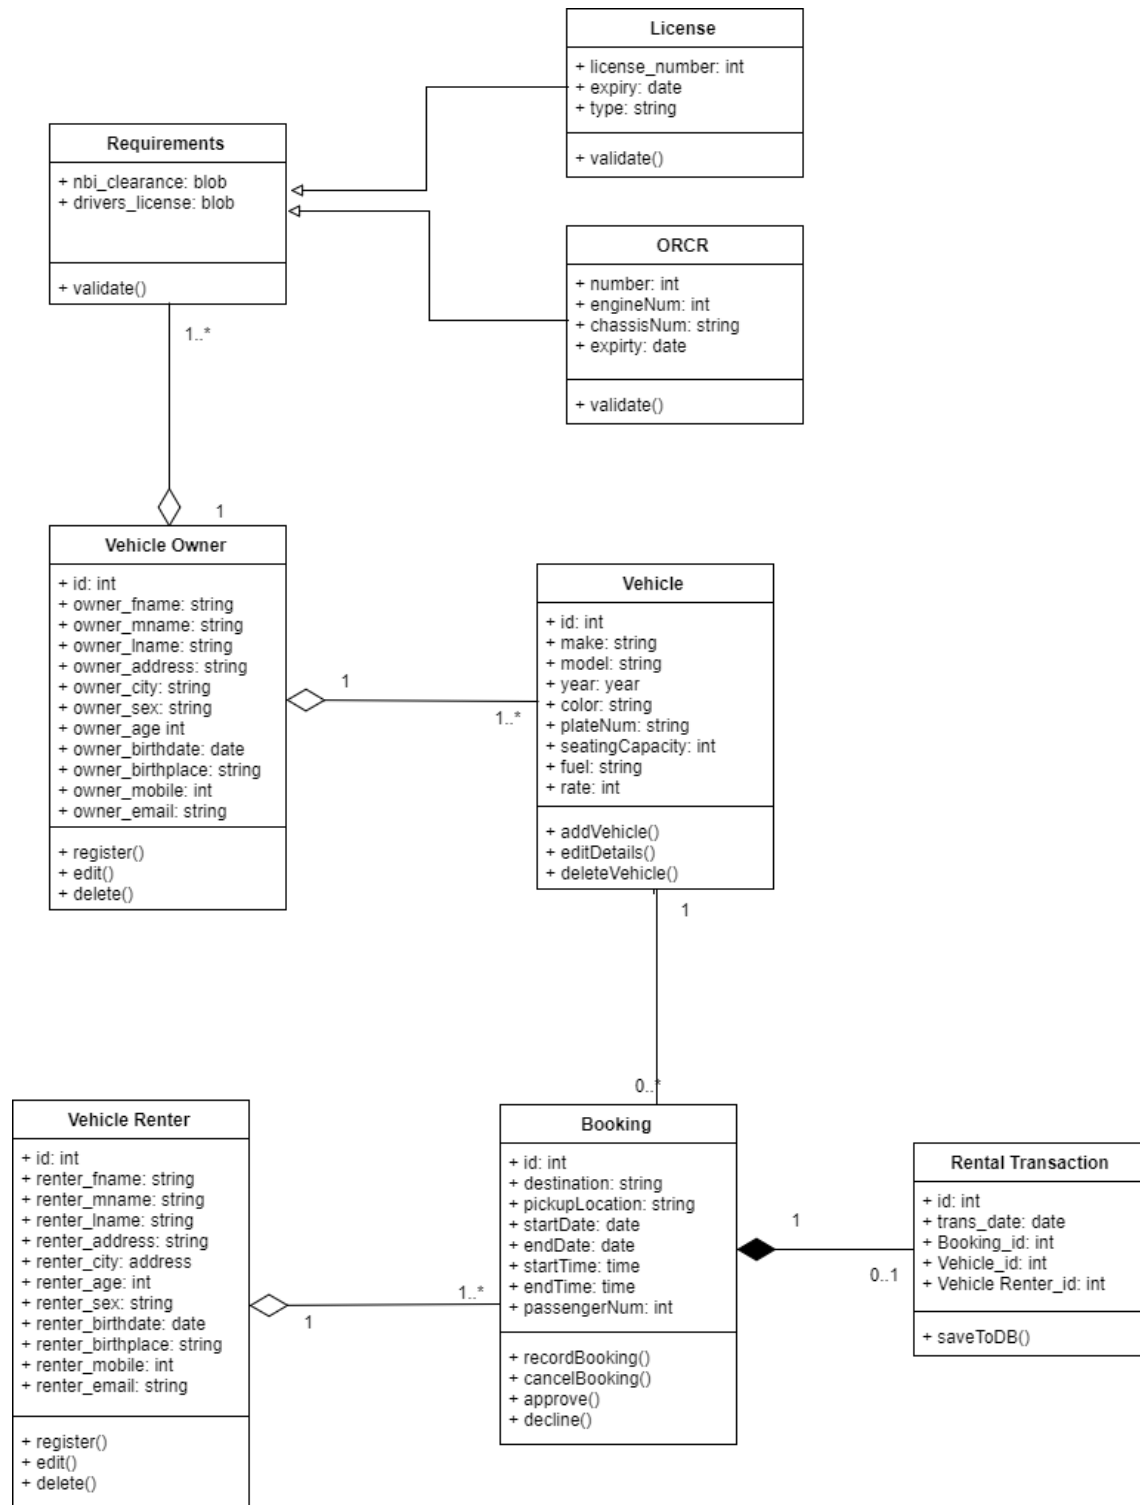 License
+ license_number: int
+ expiry: date
+ type: string
+ validate()
Requirements
+ nbi_clearance: blob
+ drivers_license: blob
+ validate()
ORCR
+ number: int
+ engineNum: int
+ chassisNum: string
+ expirty: date
+ validate()
1..*
1
Vehicle Owner
+ id: int
+ owner_fname: string
+ owner_mname: string
+ owner_lname: string
+ owner_address: string
+ owner_city: string
+ owner_sex: string
+ owner_age int
+ owner_birthdate: date
+ owner_birthplace: string
+ owner_mobile: int
+ owner_email: string
+ register()
+ edit()
+ delete()
1
1..*
Vehicle
+ id: int
+ make: string
+ model: string
+ year: year
+ color: string
+ plateNum: string
+ seatingCapacity: int
+ fuel: string
+ rate: int
+ addVehicle()
+ editDetails()
+ deleteVehicle()
1
0..*
Vehicle Renter
+ id: int
+ renter_fname: string
+ renter_mname: string
+ renter_lname: string
+ renter_address: string
+ renter_city: address
+ renter_age: int
+ renter_sex: string
+ renter_birthdate: date
+ renter_birthplace: string
+ renter_mobile: int
+ renter_email: string
+ register()
+ edit()
+ delete()
1
1..*
Booking
+ id: int
+ destination: string
+ pickupLocation: string
+ startDate: date
+ endDate: date
+ startTime: time
+ endTime: time
+ passengerNum: int
+ recordBooking()
+ cancelBooking()
+ approve()
+ decline()
1
0..1
Rental Transaction
+ id: int
+ trans_date: date
+ Booking_id: int
+ Vehicle_id: int
+ Vehicle Renter_id: int
+ saveToDB()